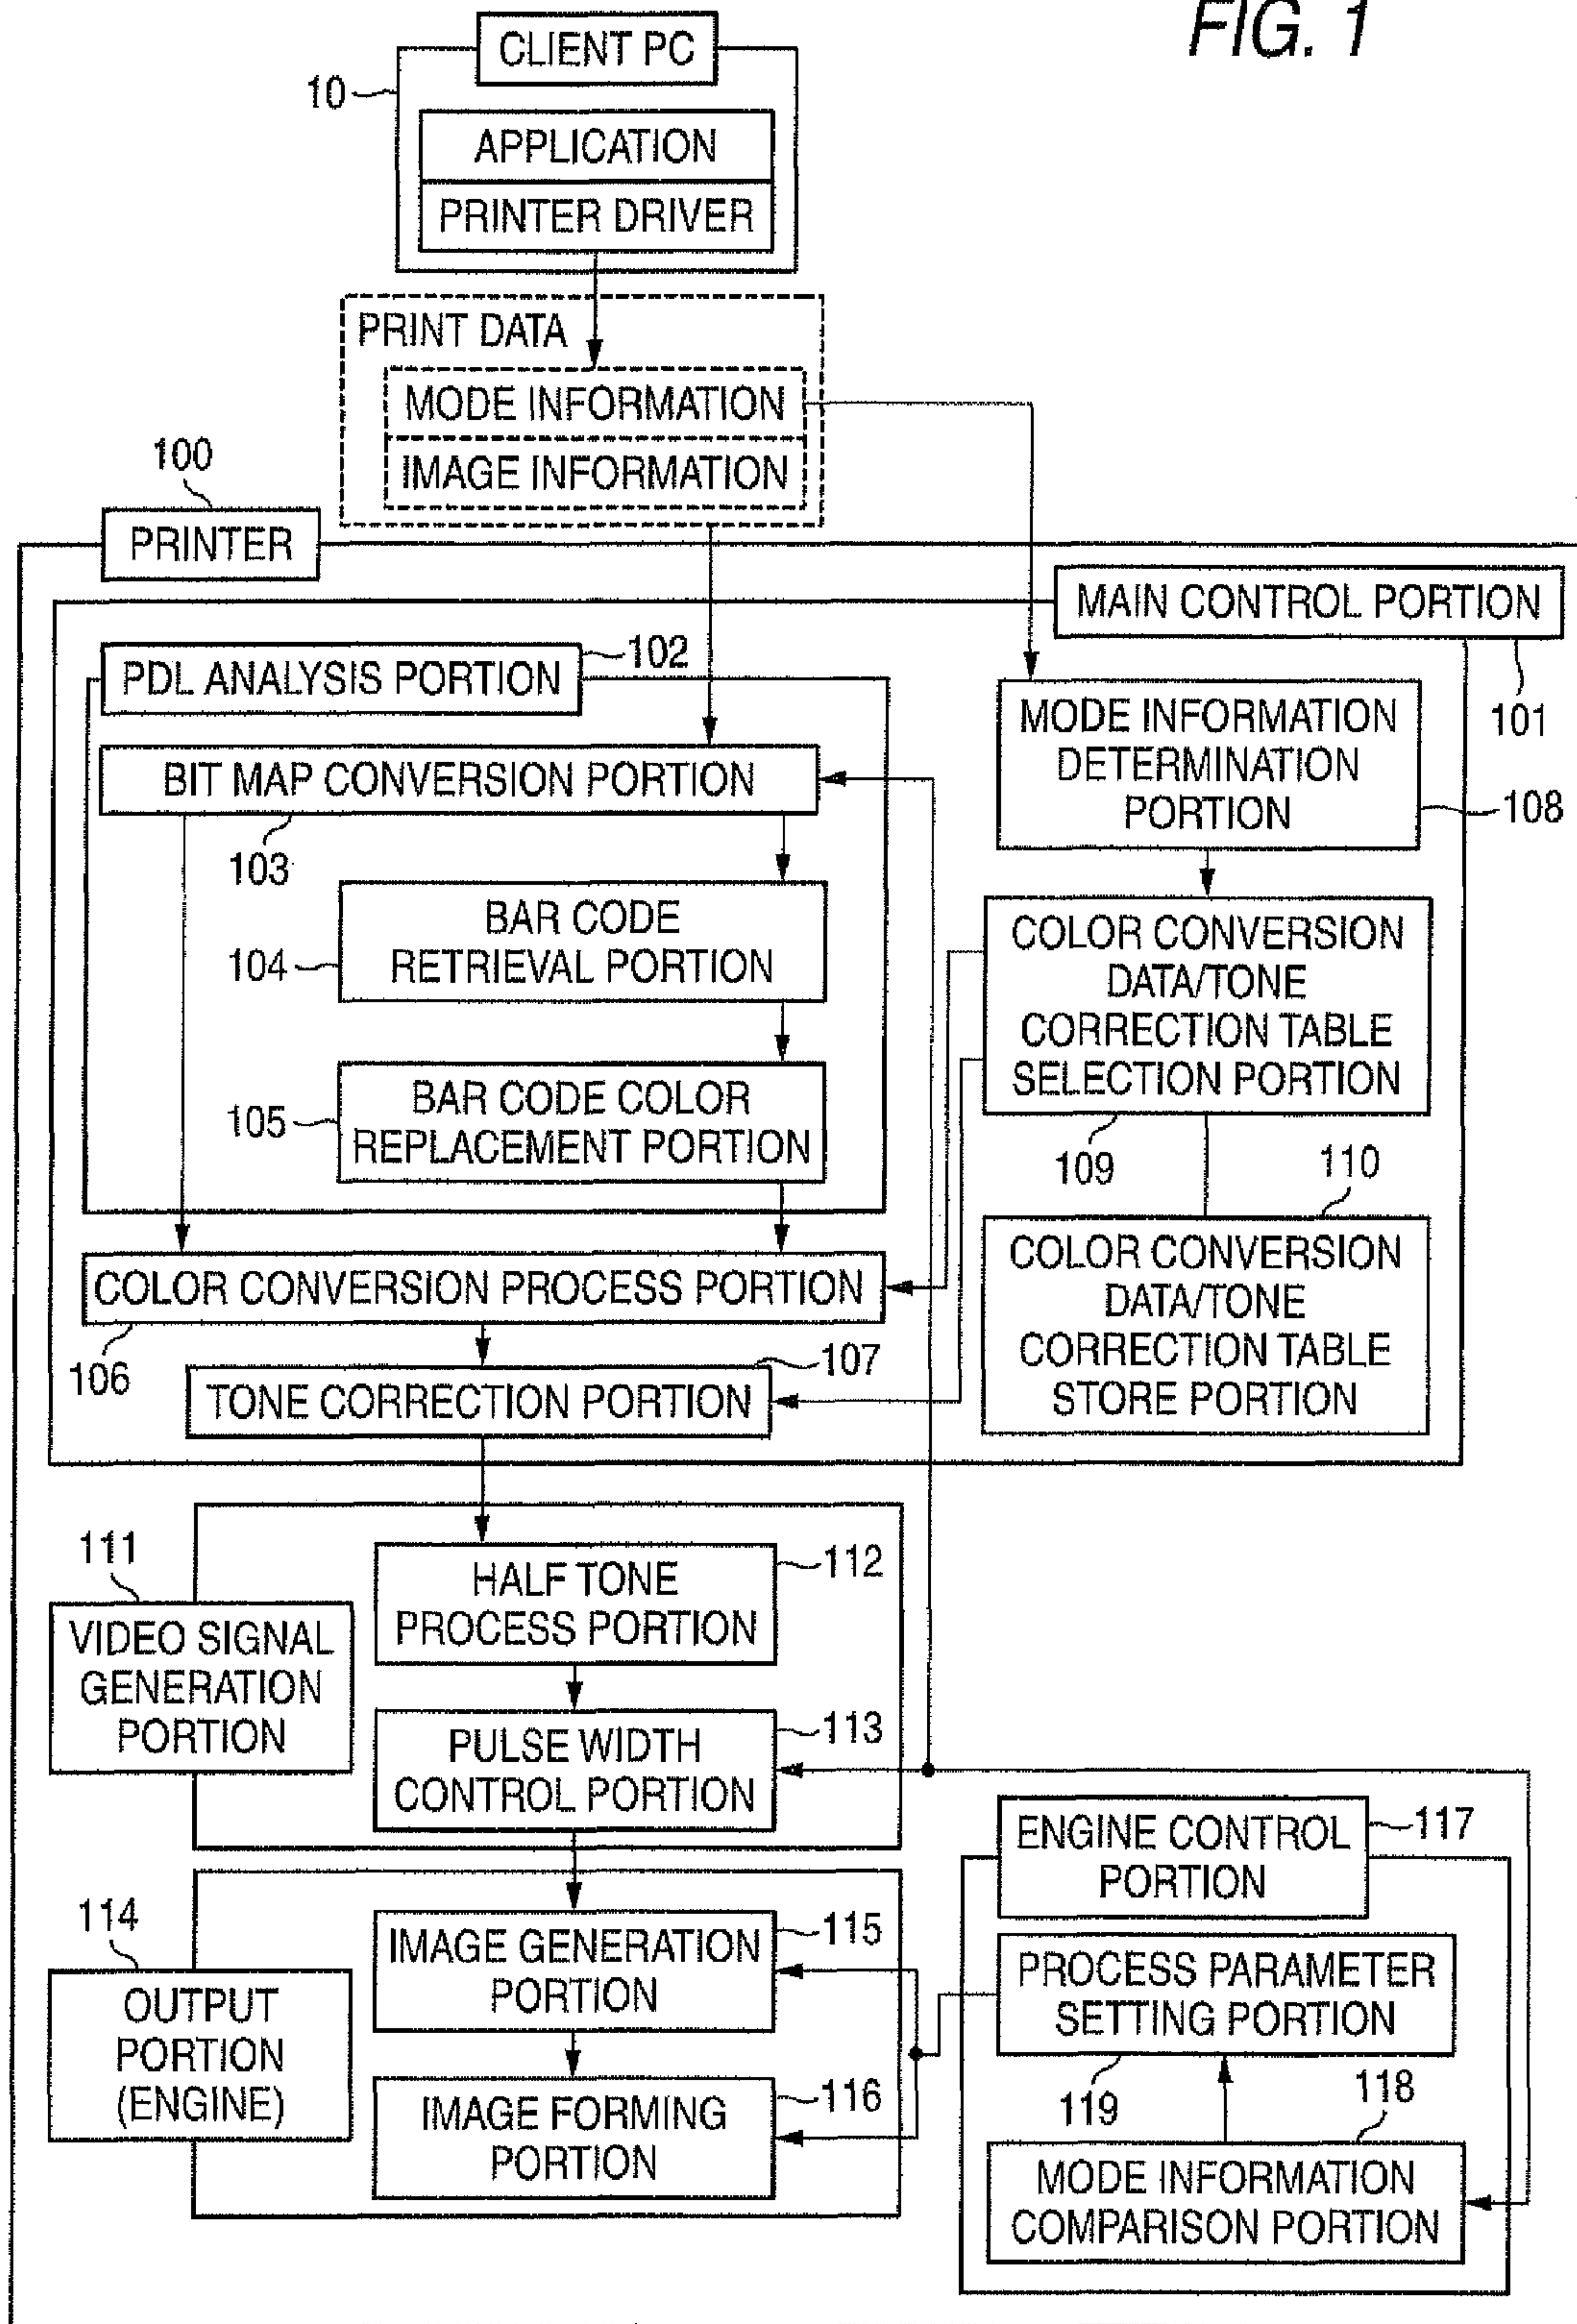 FIG. 1
CLIENT PC
10
APPLICATION
PRINTER DRIVER
PRINT DATA
MODE INFORMATION
IMAGE INFORMATION
100
PRINTER
MAIN CONTROL PORTION
101
PDL ANALYSIS PORTION
102
MODE INFORMATION
DETERMINATION
PORTION
108
BIT MAP CONVERSION PORTION
103
BAR CODE
RETRIEVAL PORTION
104
COLOR CONVERSION
DATA/TONE
CORRECTION TABLE
SELECTION PORTION
109
BAR CODE COLOR
REPLACEMENT PORTION
105
110
COLOR CONVERSION
DATA/TONE
CORRECTION TABLE
STORE PORTION
COLOR CONVERSION PROCESS PORTION
106
107
TONE CORRECTION PORTION
111
VIDEO SIGNAL
GENERATION
PORTION
HALF TONE
PROCESS PORTION
112
PULSE WIDTH
CONTROL PORTION
113
ENGINE CONTROL
PORTION
117
114
OUTPUT
PORTION
(ENGINE)
IMAGE GENERATION
PORTION
115
PROCESS PARAMETER
SETTING PORTION
119
IMAGE FORMING
PORTION
116
118
MODE INFORMATION
COMPARISON PORTION